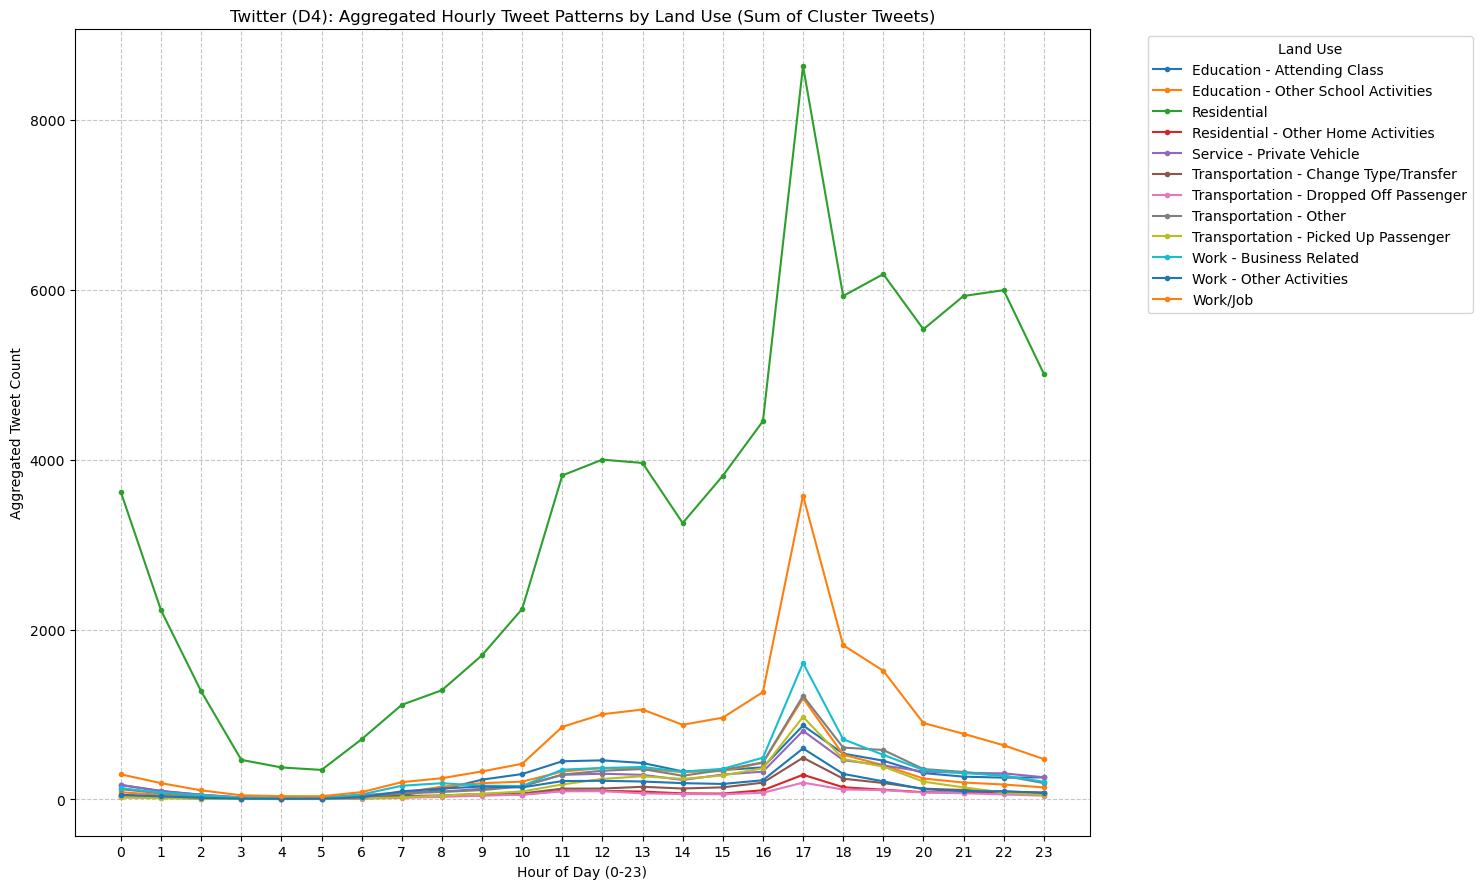 Twitter (D4): Aggregated Hourly Tweet Patterns by Land Use (Sum of Cluster Tweets)
Aggregated Tweet Count
8000
6000
4000
2000
0
0 1 2 3 4 5 6 7 8 9 10 11 12 13 14 15 16 17 18 19 20 21 22 23
Hour of Day (0-23)
Land Use
Education - Attending Class
Education - Other School Activities
Residential
Residential - Other Home Activities
Service - Private Vehicle
Transportation - Change Type/Transfer
Transportation - Dropped Off Passenger
Transportation - Other
Transportation - Picked Up Passenger
Work - Business Related
Work - Other Activities
Work/Job